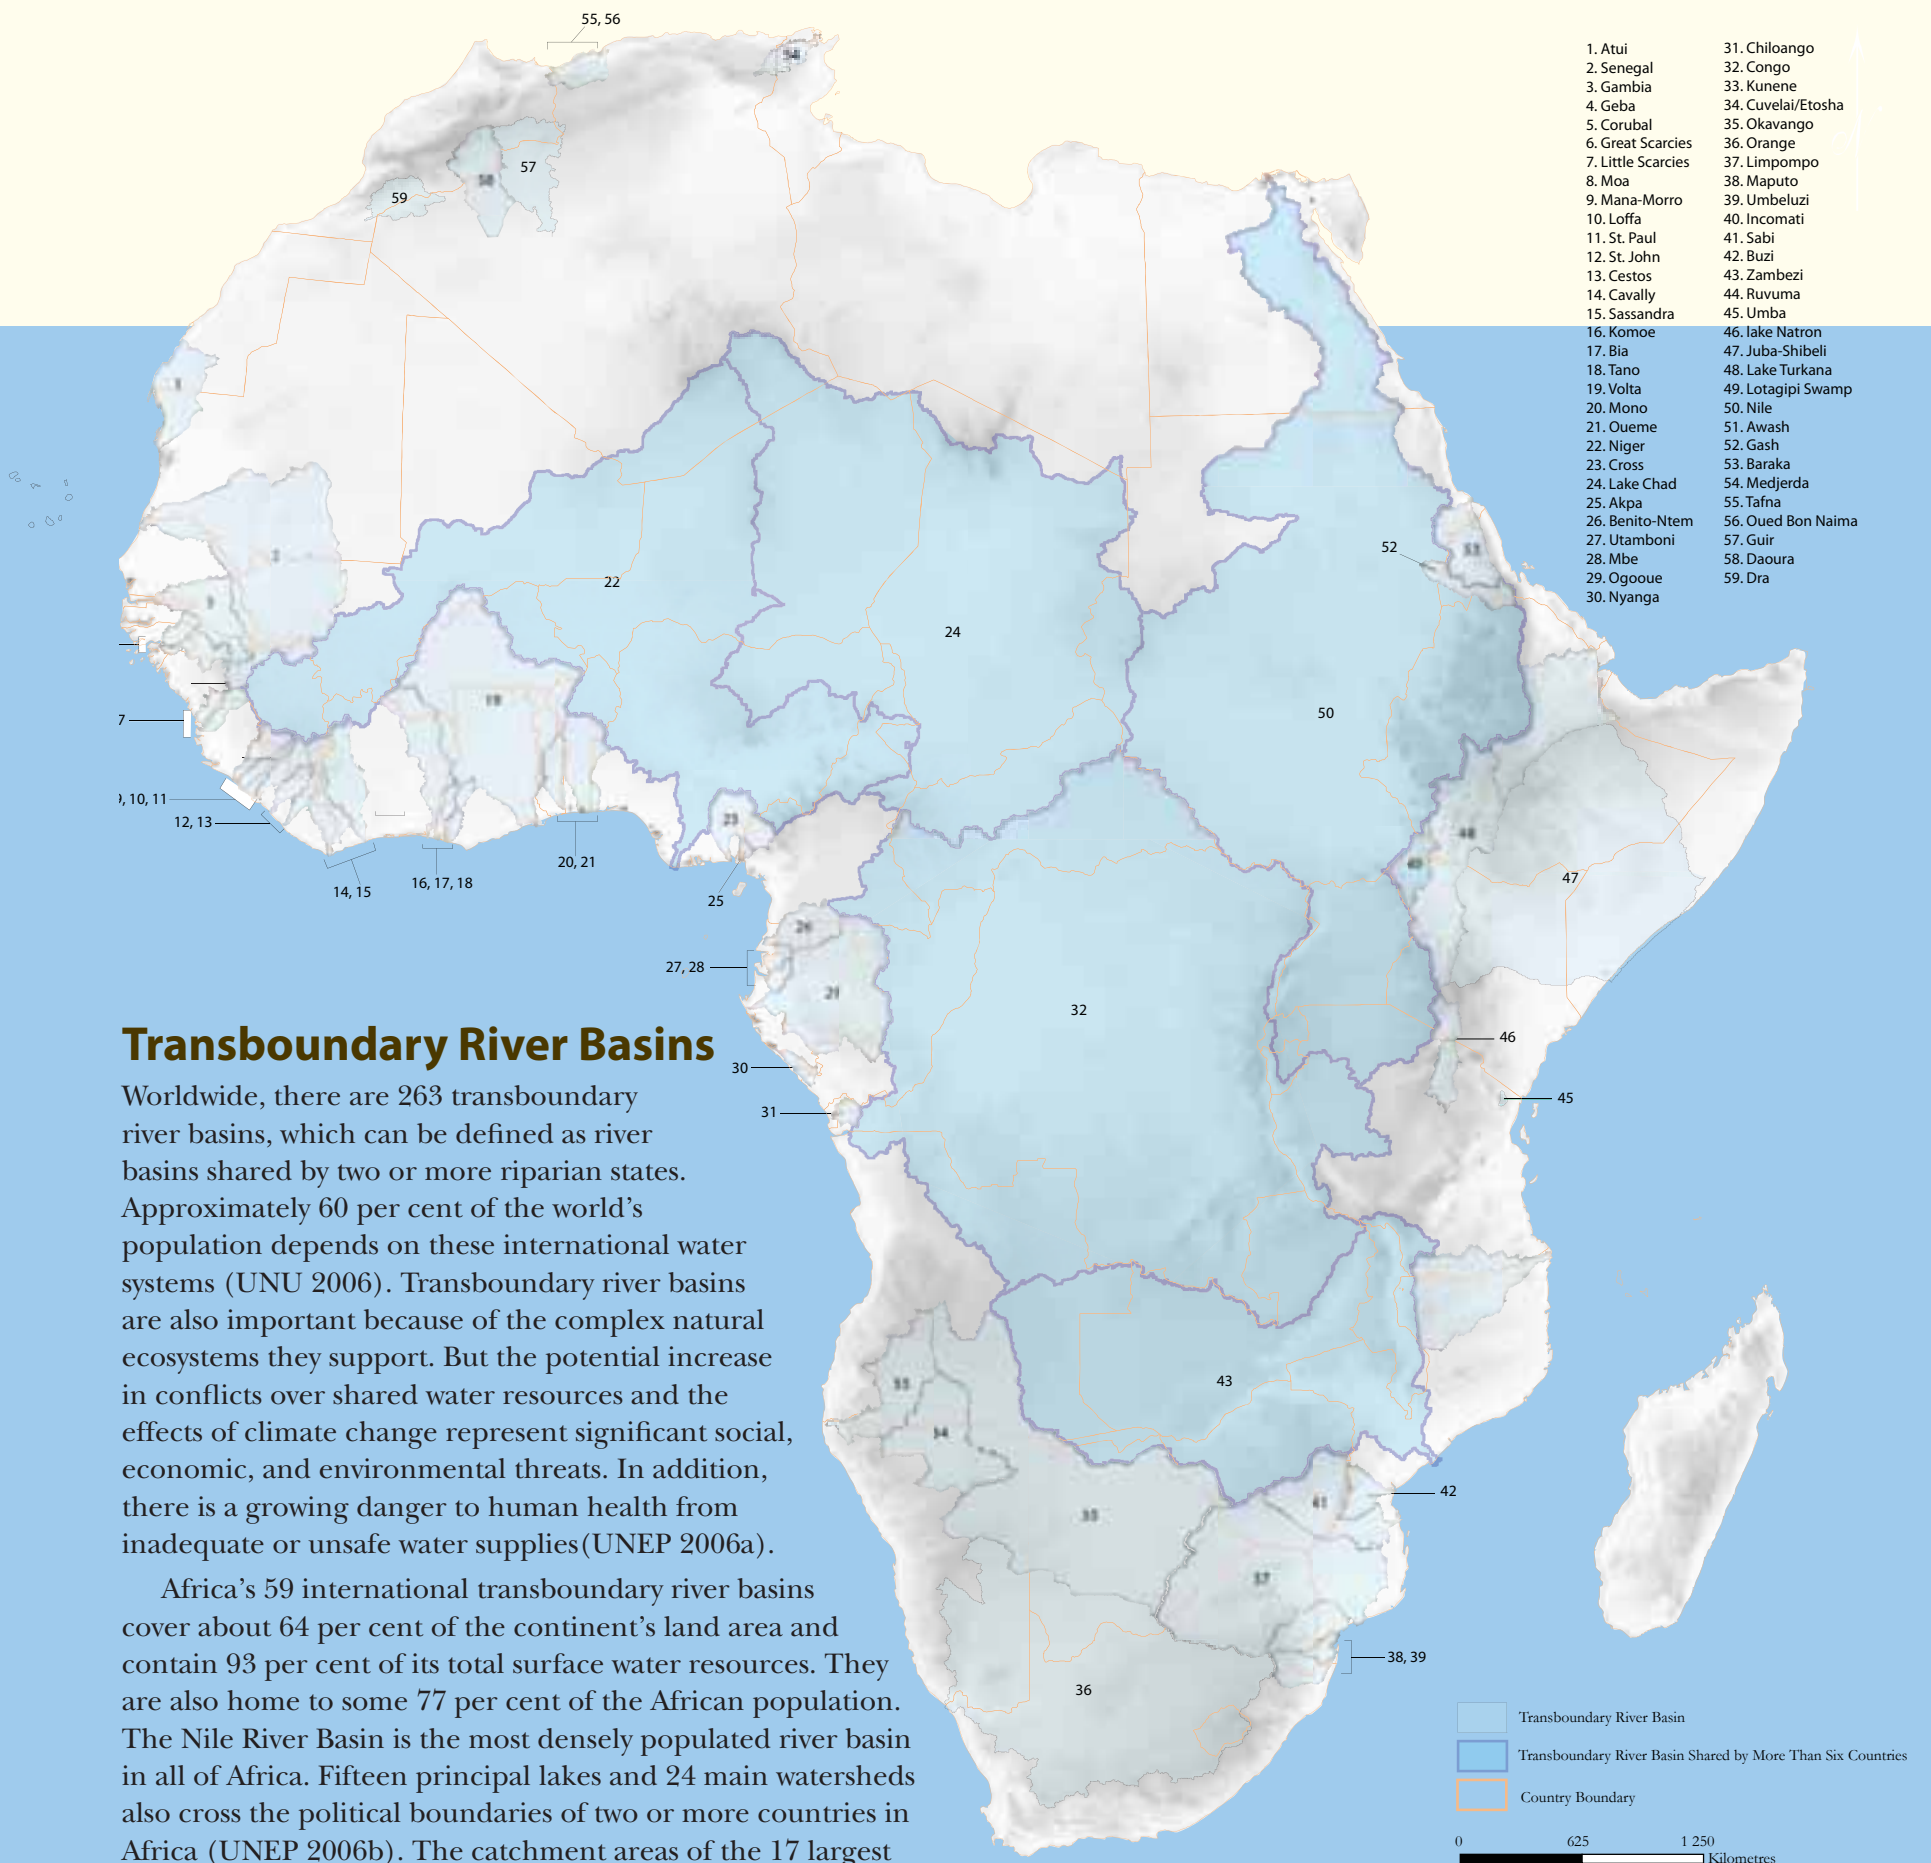 55, 56
1. Atui
2. Senegal
3. Gambia
4. Geba
5. Corubal
6. Great Scarcies
7. Little Scarcies
8. Moa
9. Mana-Morro
10. Loffa
11. St. Paul
12. St. John
13. Cestos
14. Cavally
15. Sassandra
16. Komoe
17. Bia
18. Tano
19. Volta
20. Mono
21. Oueme
22. Niger
23. Cross
24. Lake Chad
25. Akpa
26. Benito-Ntem
27. Utamboni
28. Mbe
29. Ogooue
30. Nyanga
31. Chiloango
32. Congo
33. Kunene
34. Cuvelai/Etosha
35. Okavango
36. Orange
37. Limpompo
38. Maputo
39. Umbeluzi
40. Incomati
41. Sabi
42. Buzi
43. Zambezi
44. Ruvuma
45. Umba
46. lake Natron
47. Juba-Shibeli
48. Lake Turkana
49. Lotagipi Swamp
50. Nile
51. Awash
52. Gash
53. Baraka
54. Medjerda
55. Tafna
56. Oued Bon Naima
57. Guir
58. Daoura
59. Dra
54
57
58
59
1
52
53
2
22
3
24
19
50
7
, 10, 11
12, 13
23
48
49
20, 21
47
16, 17, 18
14, 15
25
26
27, 28
29
32
46
30
45
31
43
33
34
42
41
35
37
38, 39
36
Transboundary River Basins
Worldwide, there are 263 transboundary
river basins, which can be defined as river
basins shared by two or more riparian states.
Approximately 60 per cent of the world's
population depends on these international water
systems (UNU 2006). Transboundary river basins
are also important because of the complex natural
ecosystems they support. But the potential increase
in conflicts over shared water resources and the
effects of climate change represent significant social,
economic, and environmental threats. In addition,
there is a growing danger to human health from
inadequate or unsafe water supplies(UNEP 2006a).
Africa's 59 international transboundary river basins
cover about 64 per cent of the continent's land area and
contain 93 per cent of its total surface water resources. They
are also home to some 77 per cent of the African population.
The Nile River Basin is the most densely populated river basin
in all of Africa. Fifteen principal lakes and 24 main watersheds
also cross the political boundaries of two or more countries in
Africa (UNEP 2006b). The catchment areas of the 17 largest
Transboundary River Basin
Transboundary River Basin Shared by More Than Six Countries
Country Boundary
0 625 1 250
Kilometres